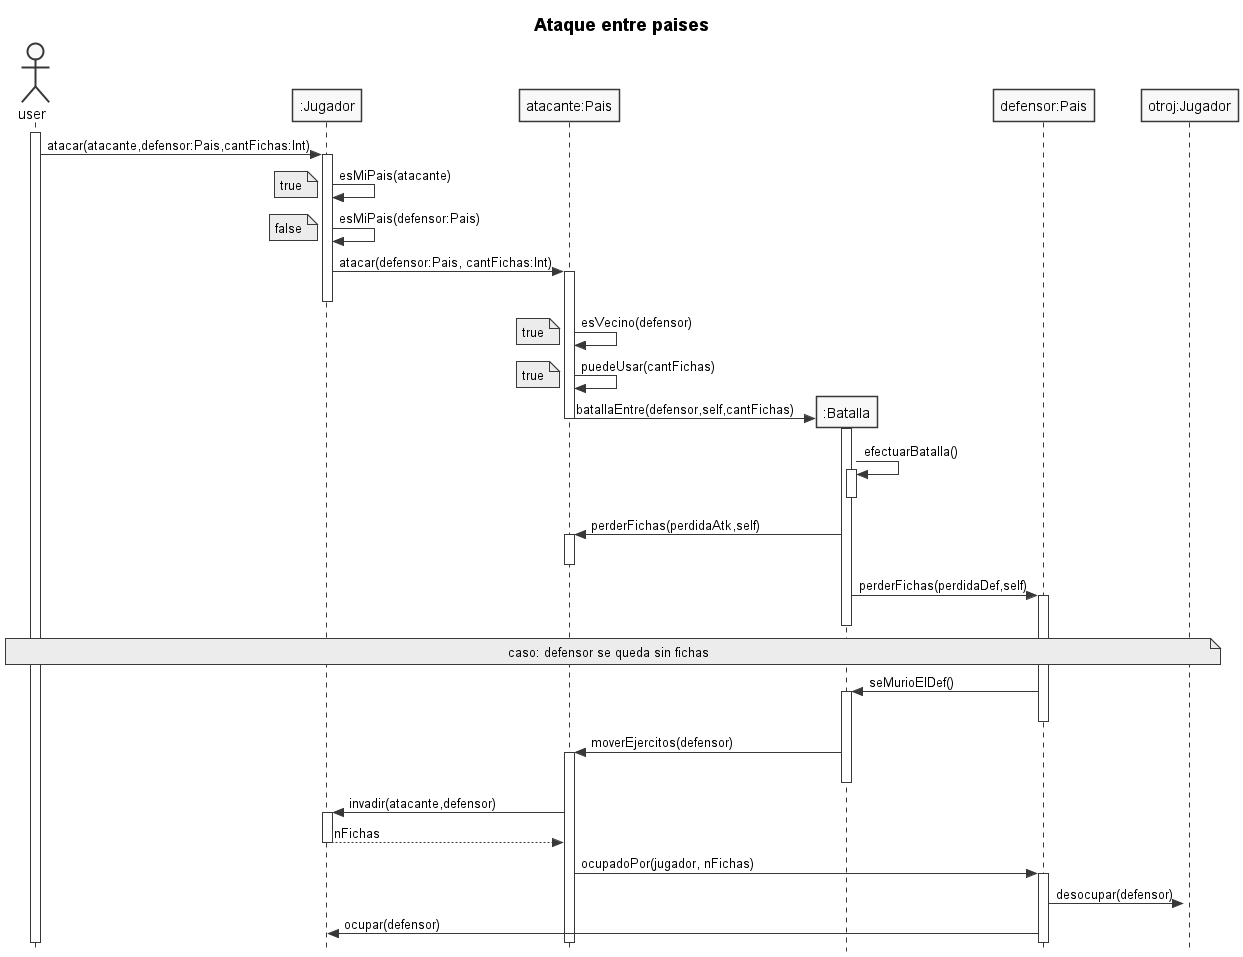 Ataque entre paises
user
:Jugador
atacante:Pais
defensor:Pais
otroj:Jugador
atacar(atacante,defensor:Pais,cantFichas:Int)
true
esMiPais(atacante)
false
esMiPais(defensor:Pais)
atacar(defensor:Pais, cantFichas:Int)
true
esVecino(defensor)
true
puedeUsar(cantFichas)
batallaEntre(defensor,self,cantFichas)
:Batalla
efectuarBatalla()
perderFichas(perdidaAtk,self)
perderFichas(perdidaDef,self)
caso: defensor se queda sin fichas
seMurioElDef()
moverEjercitos(defensor)
invadir(atacante,defensor)
nFichas
ocupadoPor(jugador, nFichas)
desocupar(defensor)
ocupar(defensor)